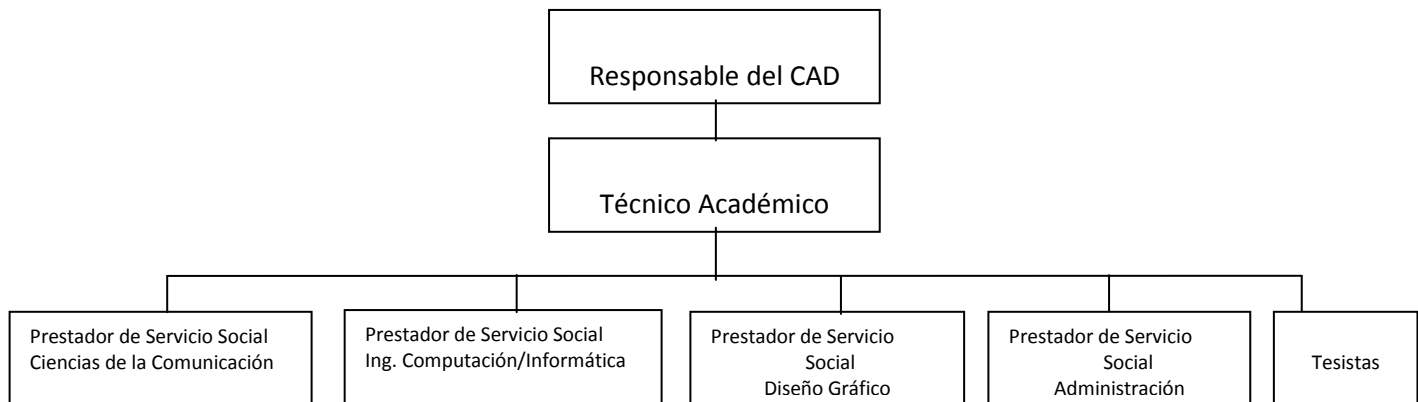 Responsable del CAD
Técnico Académico
Prestador de Servicio Social
Ciencias de la Comunicación
Prestador de Servicio Social
Ing. Computación/Informática
Prestador de Servicio
Social
Diseño Gráfico
Prestador de Servicio
Social
Administración
Tesistas